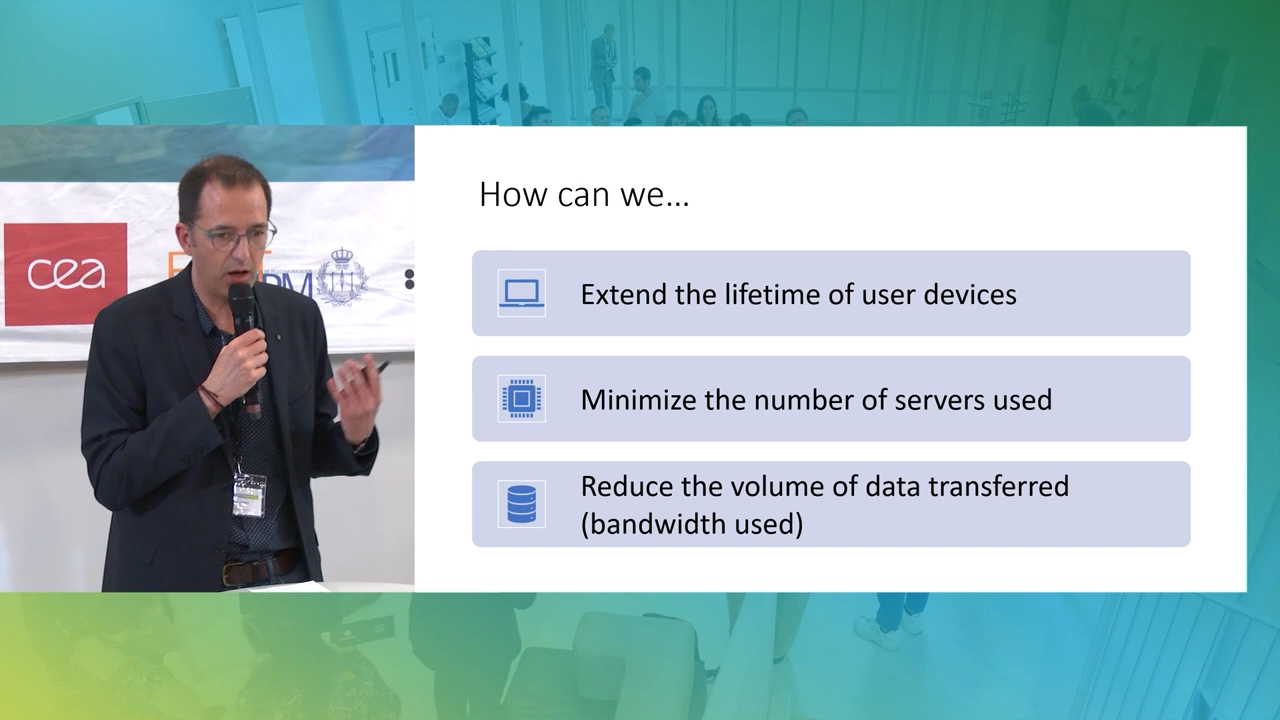 How can we...
Extend the lifetime of user devices
Minimize the number of servers used
Reduce the volume of data transferred
(bandwidth used)
cea